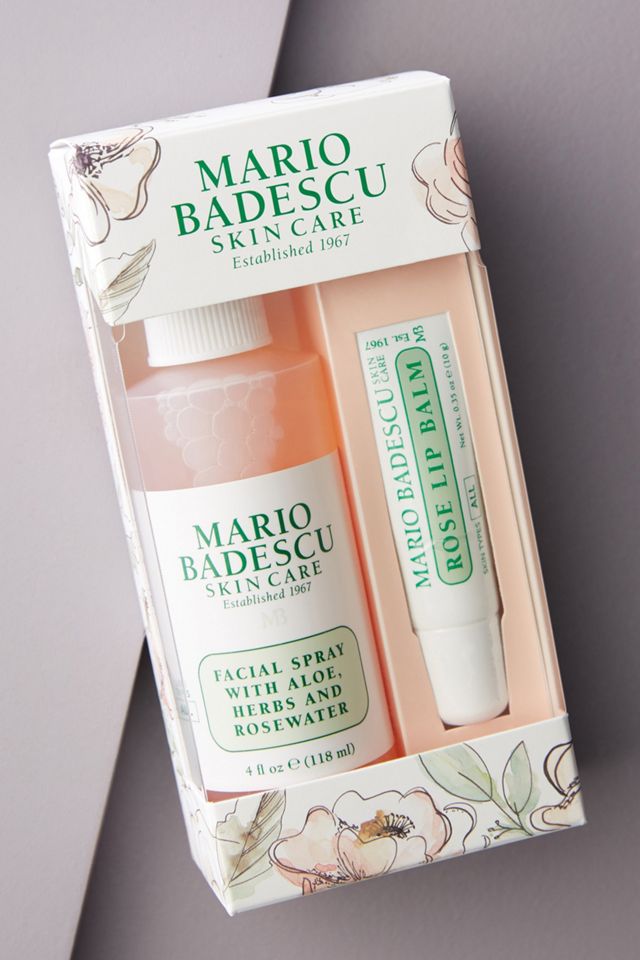 MARIO
BADESCU
SKIN CARE
Established 1967
MARIO
BADESCU
SKIN CARE
Established 1967
MB
FACIAL SPRAY
WITH ALOE,
HERBS AND
ROSEWATER
4 fl oz ℮ (118 ml)
MARIO BADESCU SKIN CARE
Est. 1967 MB
ROSE LIP BALM
Net Wt. 0.35 oz ℮ (10 g)
SKIN TYPES ALL